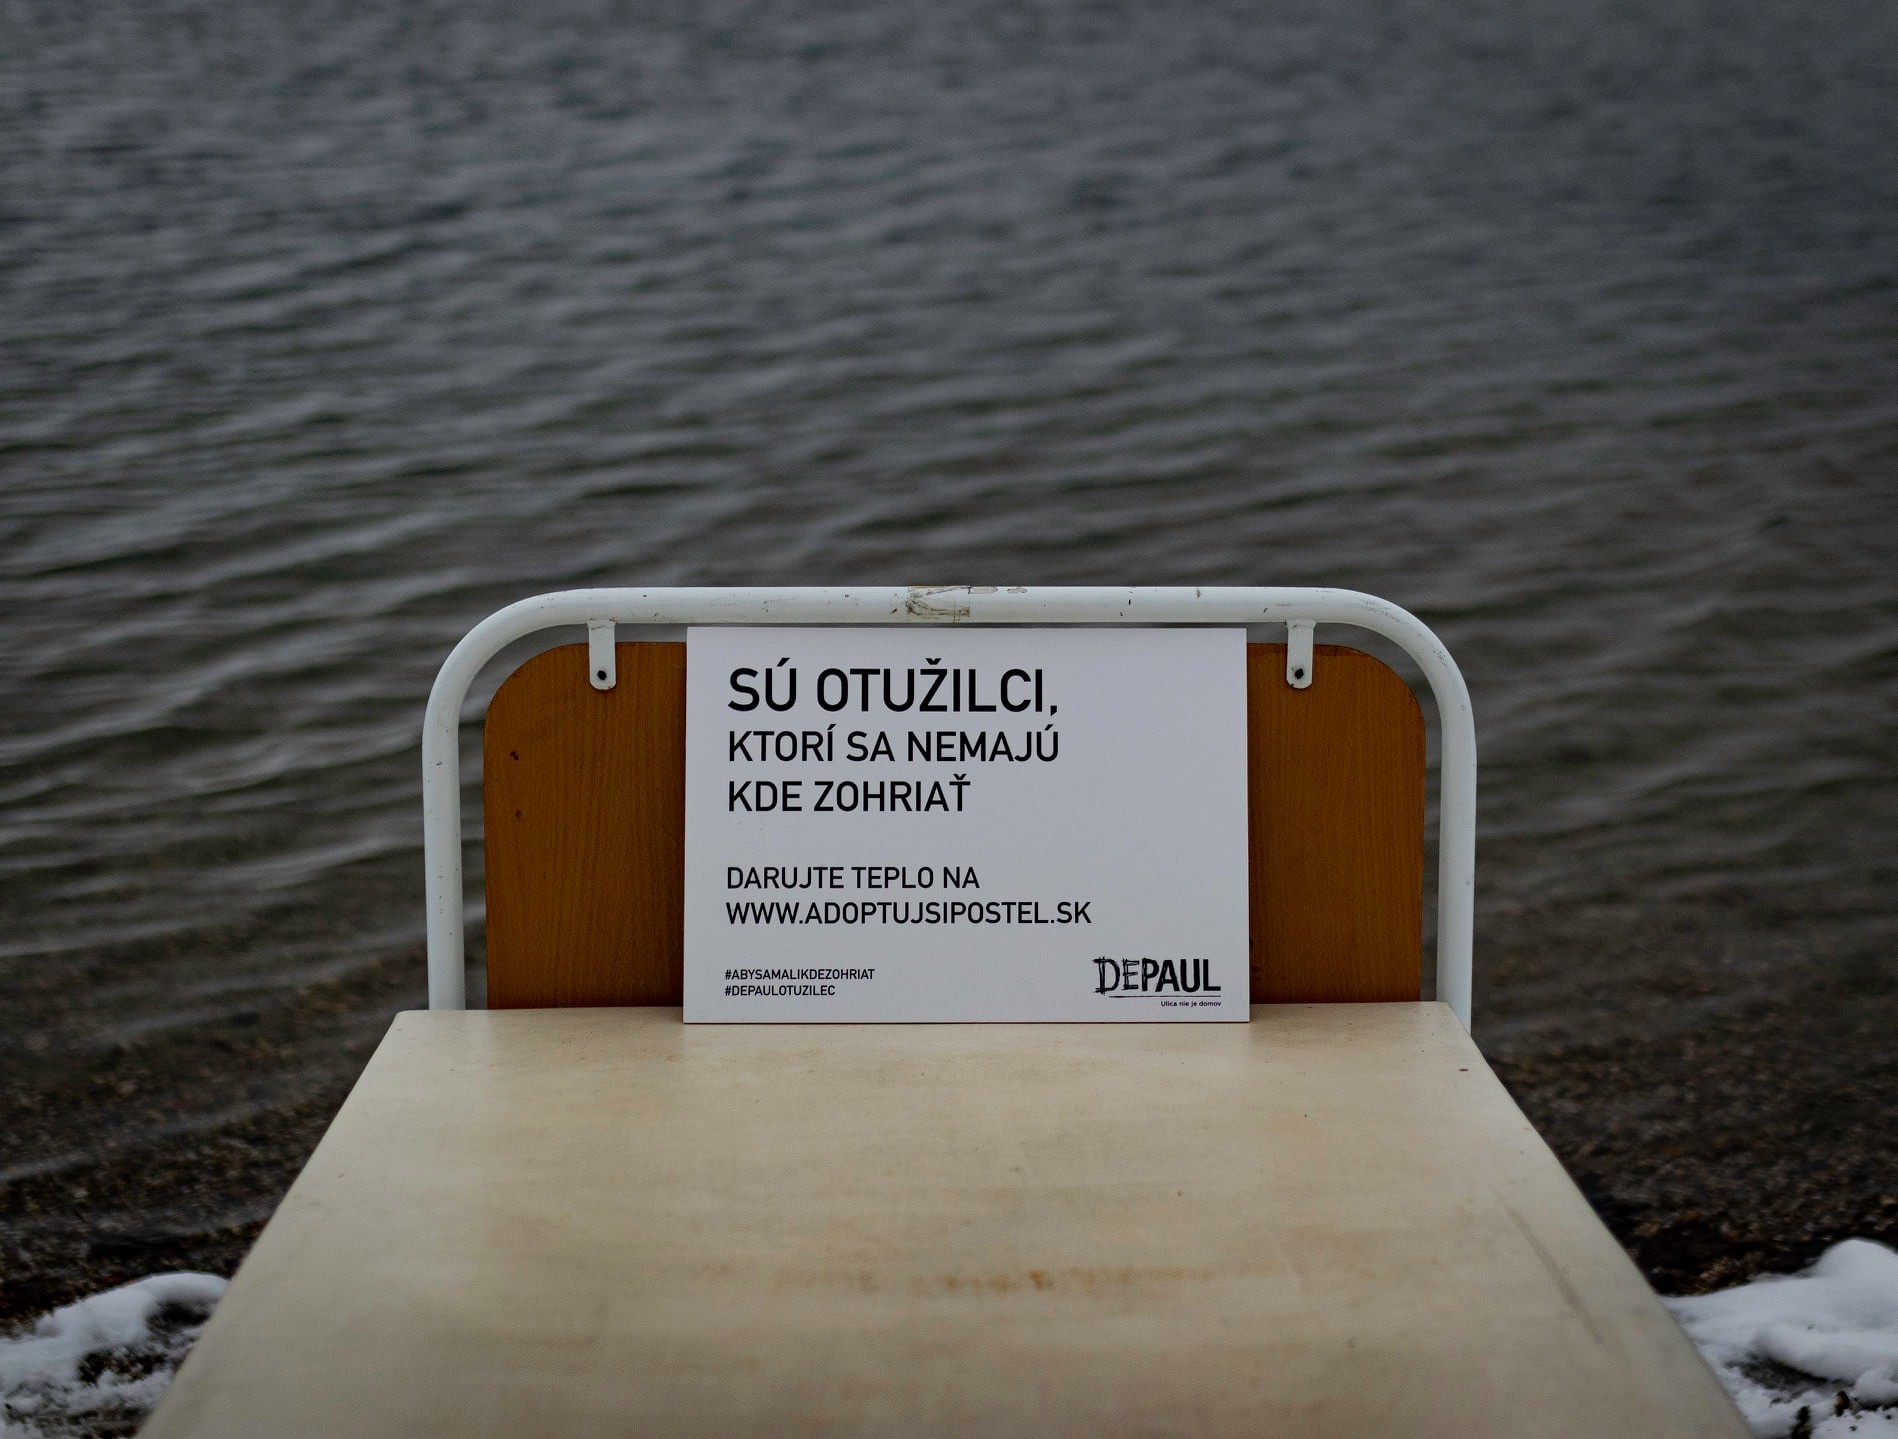 SÚ OTUŽILCI,
KTORÍ SA NEMAJÚ
KDE ZOHRIAŤ
DARUJTE TEPLO NA
WWW.ADOPTUJSIPOSTEL.SK
#ABYSAMALIKDEZOHRIAT
#DEPAULOTUZILEC
DEPAUL
Ulica nie je domov